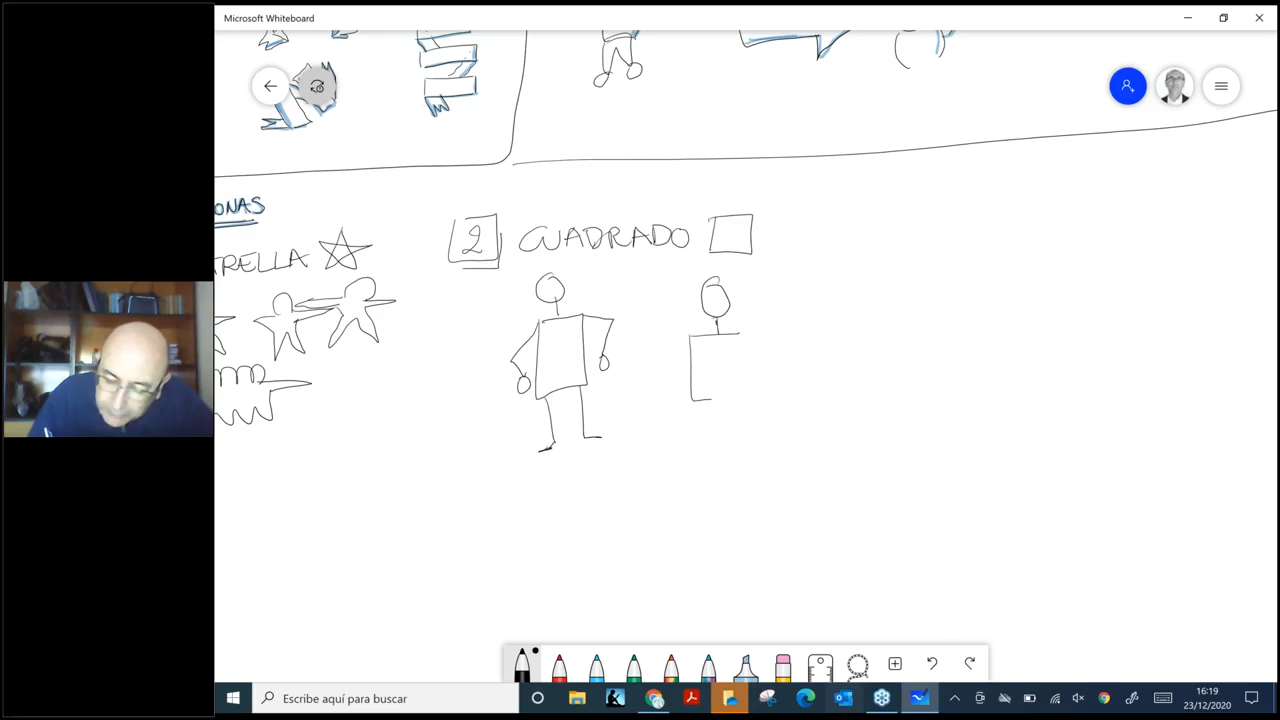 Microsoft Whiteboard
ONAS
TRELLA
2 CUADRADO
Escribe aquí para buscar
16:19
23/12/2020